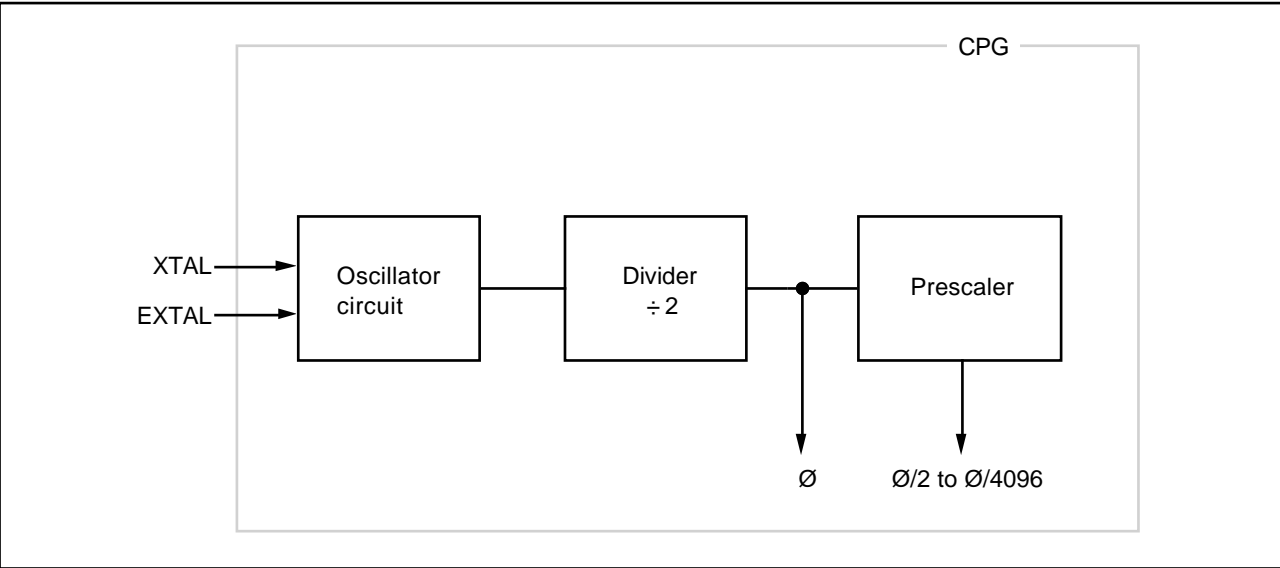 CPG
XTAL
EXTAL
Oscillator
circuit
Divider
÷ 2
Prescaler
Ø
Ø/2 to Ø/4096